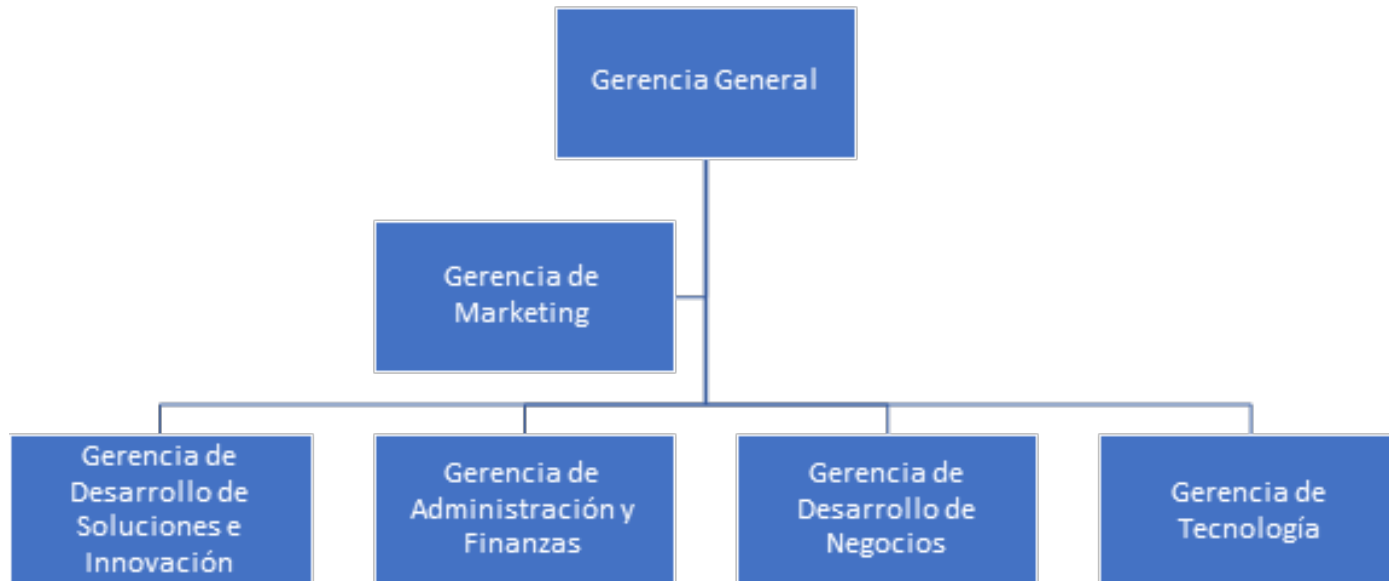 Gerencia General
Gerencia de
Marketing
Gerencia de
Desarrollo de
Soluciones e
Innovación
Gerencia de
Administración y
Finanzas
Gerencia de
Desarrollo de
Negocios
Gerencia de
Tecnología